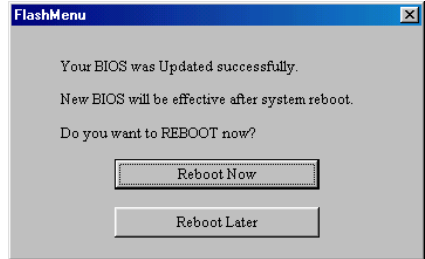 FlashMenu
Your BIOS was Updated successfully.
New BIOS will be effective after system reboot.
Do you want to REBOOT now?
Reboot Now
Reboot Later